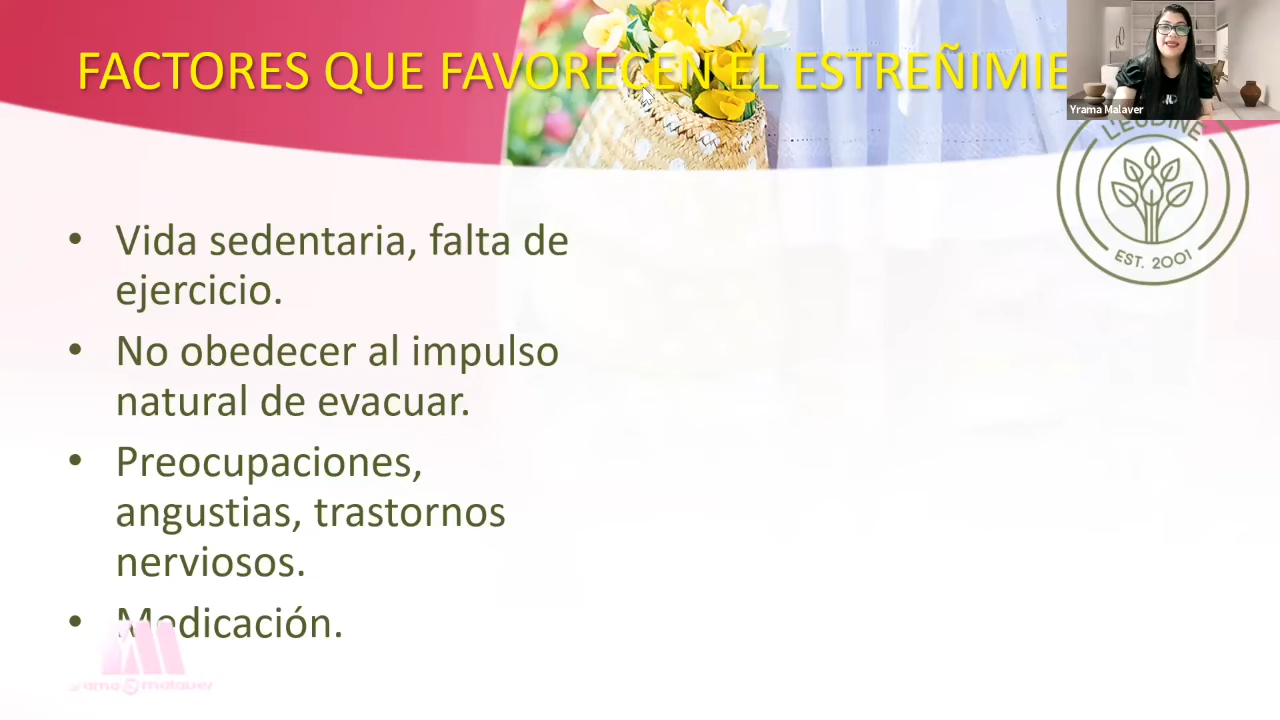 FACTORES QUE FAVORECEN EL ESTREÑIMIE
Yrama Malaver
L'EUDINE
EST. 2001
• Vida sedentaria, falta de
ejercicio.
• No obedecer al impulso
natural de evacuar.
• Preocupaciones,
angustias, trastornos
nerviosos.
• Medicación.